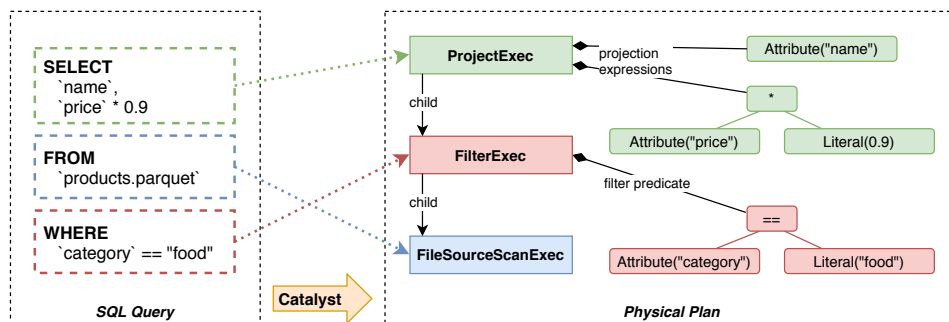 SELECT
`name`,
`price` * 0.9
FROM
`products.parquet`
WHERE
`category` == "food"
SQL Query
Catalyst
ProjectExec
projection
expressions
Attribute("name")
*
Attribute("price")
Literal(0.9)
child
FilterExec
filter predicate
==
Attribute("category")
Literal("food")
child
FileSourceScanExec
Physical Plan